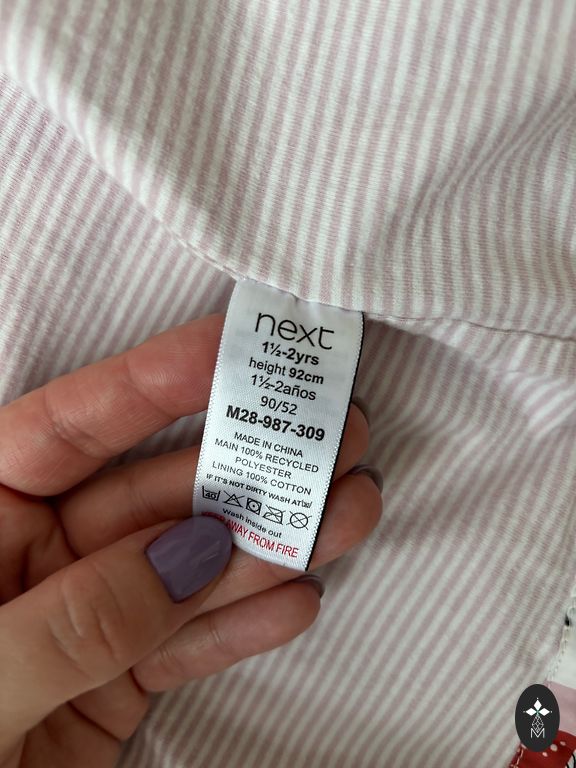 next
1½-2yrs
height 92cm
1½-2años
90/52
M28-987-309
MADE IN CHINA
MAIN 100% RECYCLED
POLYESTER
LINING 100% COTTON
IF IT'S NOT DIRTY WASH AT
40
Wash inside out
AWAY FROM FIRE
M